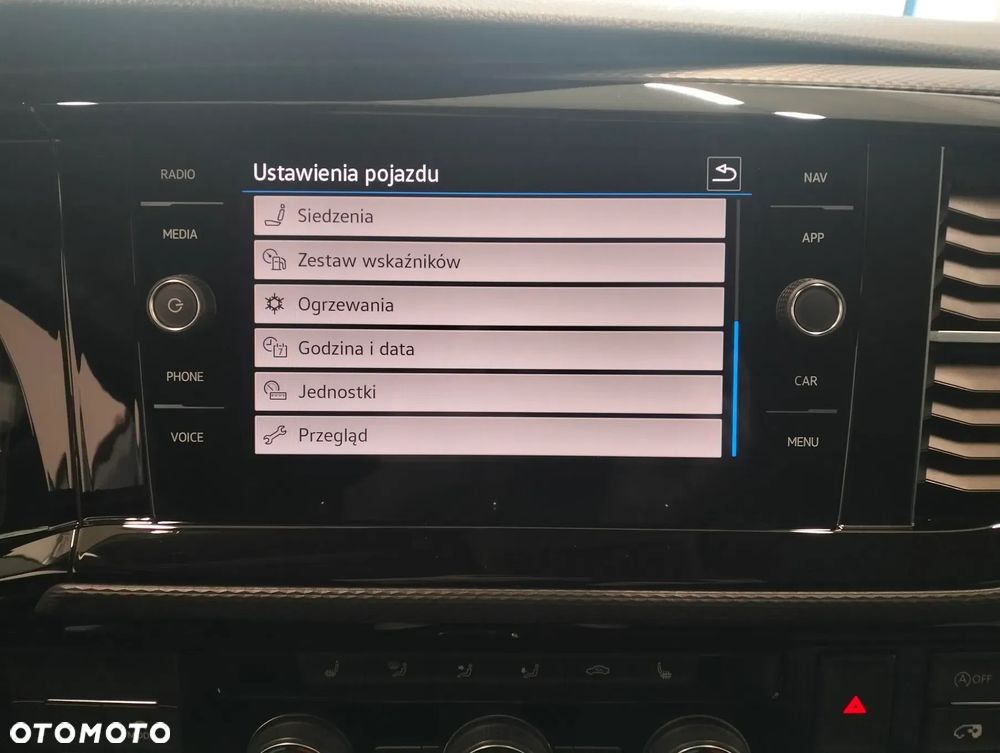 RADIO
MEDIA
PHONE
VOICE
Ustawienia pojazdu
Siedzenia
Zestaw wskaźników
Ogrzewania
Godzina i data
Jednostki
Przegląd
NAV
APP
CAR
MENU
A OFF
OTOMOTO